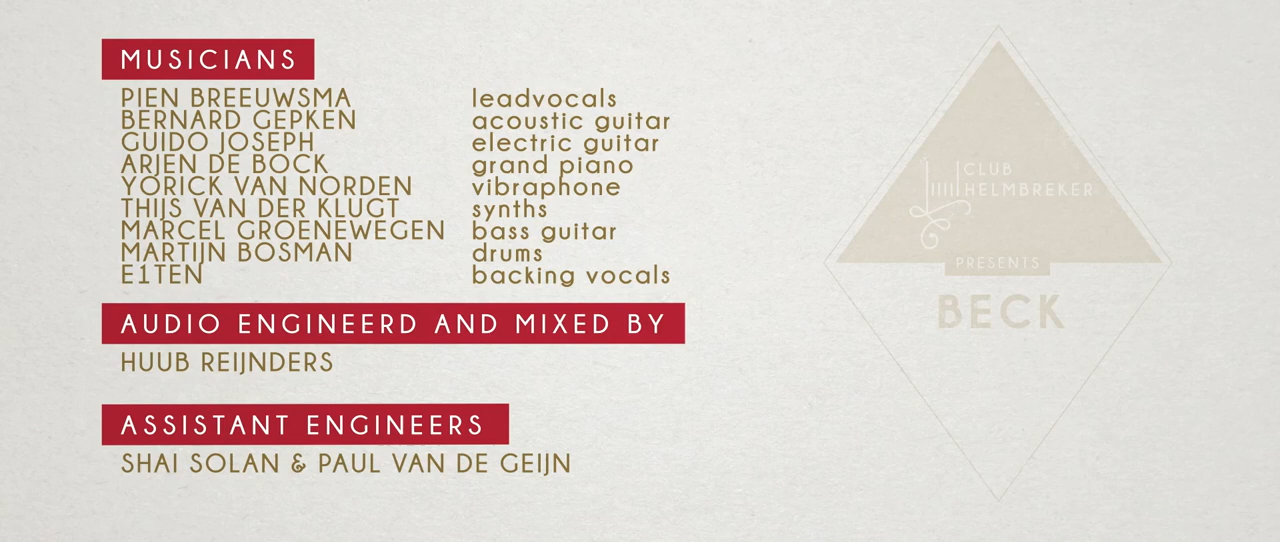 MUSICIANS
PIEN BREEUWSMA leadvocals
BERNARD GEPKEN acoustic guitar
GUIDO JOSEPH electric guitar
ARJEN DE BOCK grand piano
YORICK VAN NORDEN vibraphone
THIJS VAN DER KLUGT synths
MARCEL GROENEWEGEN bass guitar
MARTIJN BOSMAN drums
E1TEN backing vocals
AUDIO ENGINEERD AND MIXED BY
HUUB REIJNDERS
ASSISTANT ENGINEERS
SHAI SOLAN & PAUL VAN DE GEIJN
CLUB
HELMBREKER
PRESENTS
BECK